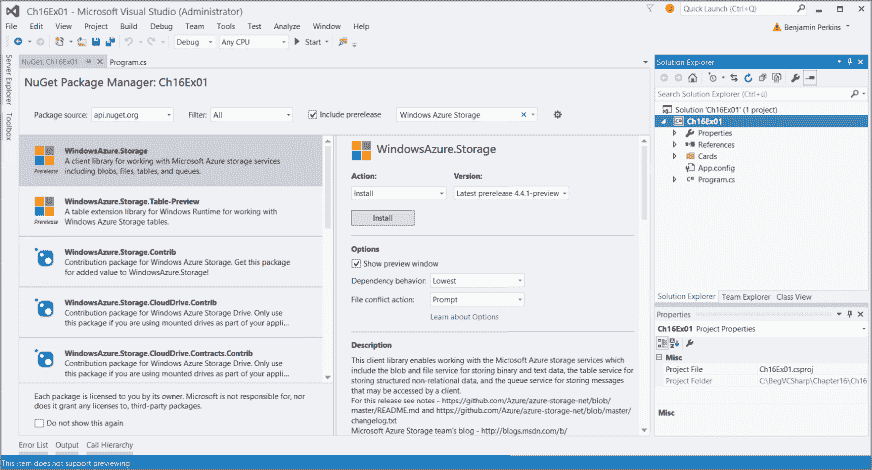 Ch16Ex01 - Microsoft Visual Studio (Administrator)
Quick Launch (Ctrl+Q)
File Edit View Project Build Debug Team Tools Test Analyze Window Help
Benjamin Perkins
Debug Any CPU Start
Server Explorer
Toolbox
NuGet: Ch16Ex01 Program.cs
NuGet Package Manager: Ch16Ex01
Package source: api.nuget.org Filter: All Include prerelease Windows Azure Storage
WindowsAzure.Storage
A client library for working with Microsoft Azure storage services
including blobs, files, tables, and queues.
Prerelease
WindowsAzure.Storage.Table-Preview
A table extension library for Windows Runtime for working with
Windows Azure Storage tables.
Prerelease
WindowsAzure.Storage.Contrib
Contribution package for Windows Azure Storage. Get this package
for added value to WindowsAzure.Storage!
WindowsAzure.Storage.CloudDrive.Contrib
Contribution package for Windows Azure Storage Drive. Only use
this package if you are using mounted drives as part of your appli...
WindowsAzure.Storage.CloudDrive.Contracts.Contrib
Contribution package for Windows Azure Storage Drive. Only use
this package if you are using mounted drives as part of your appli...
Each package is licensed to you by its owner. Microsoft is not responsible for, nor
does it grant any licenses to, third-party packages.
Do not show this again
WindowsAzure.Storage
Action: Version:
Install Latest prerelease 4.4.1-preview
Install
Options
Show preview window
Dependency behavior: Lowest
File conflict action: Prompt
Learn about Options
Description
This client library enables working with the Microsoft Azure storage services which
include the blob and file service for storing binary and text data, the table service for
storing structured non-relational data, and the queue service for storing messages
that may be accessed by a client.
For this release see notes - https://github.com/Azure/azure-storage-net/blob/
master/README.md and https://github.com/Azure/azure-storage-net/blob/master/
changelog.txt
Microsoft Azure Storage team's blog - http://blogs.msdn.com/b/
Solution Explorer
Search Solution Explorer (Ctrl+ü)
Solution 'Ch16Ex01' (1 project)
Ch16Ex01
Properties
References
Cards
App.config
C# Program.cs
Solution Explorer Team Explorer Class View
Properties
Ch16Ex01 Project Properties
Misc
Project File Ch16Ex01.csproj
Project Folder C:\BegVCSharp\Chapter16\Ch16
Misc
Error List Output Call Hierarchy
This item does not support previewing